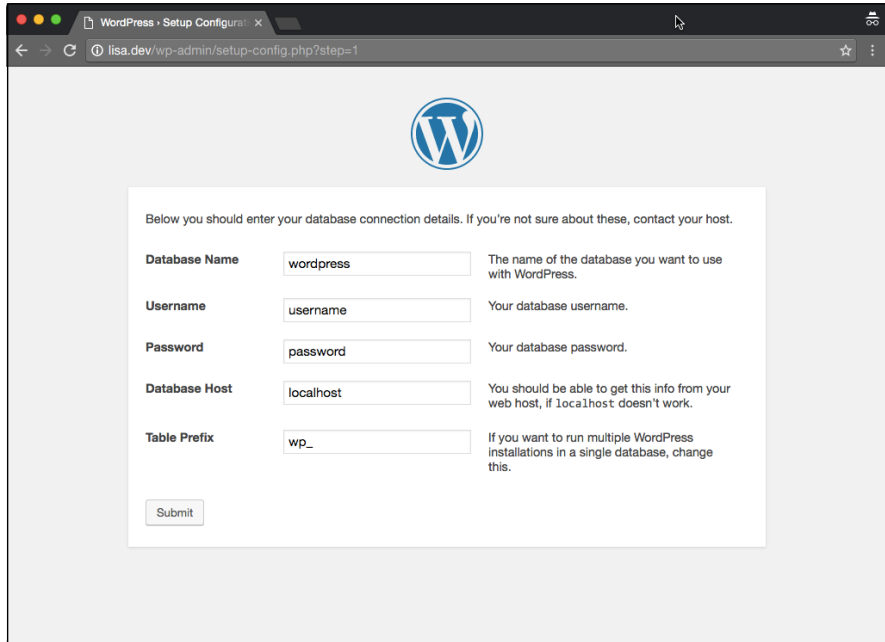 WordPress › Setup Configurati
lisa.dev/wp-admin/setup-config.php?step=1
Below you should enter your database connection details. If you're not sure about these, contact your host.
Database Name
wordpress
The name of the database you want to use
with WordPress.
Username
username
Your database username.
Password
password
Your database password.
Database Host
localhost
You should be able to get this info from your
web host, if localhost doesn't work.
Table Prefix
wp_
If you want to run multiple WordPress
installations in a single database, change
this.
Submit